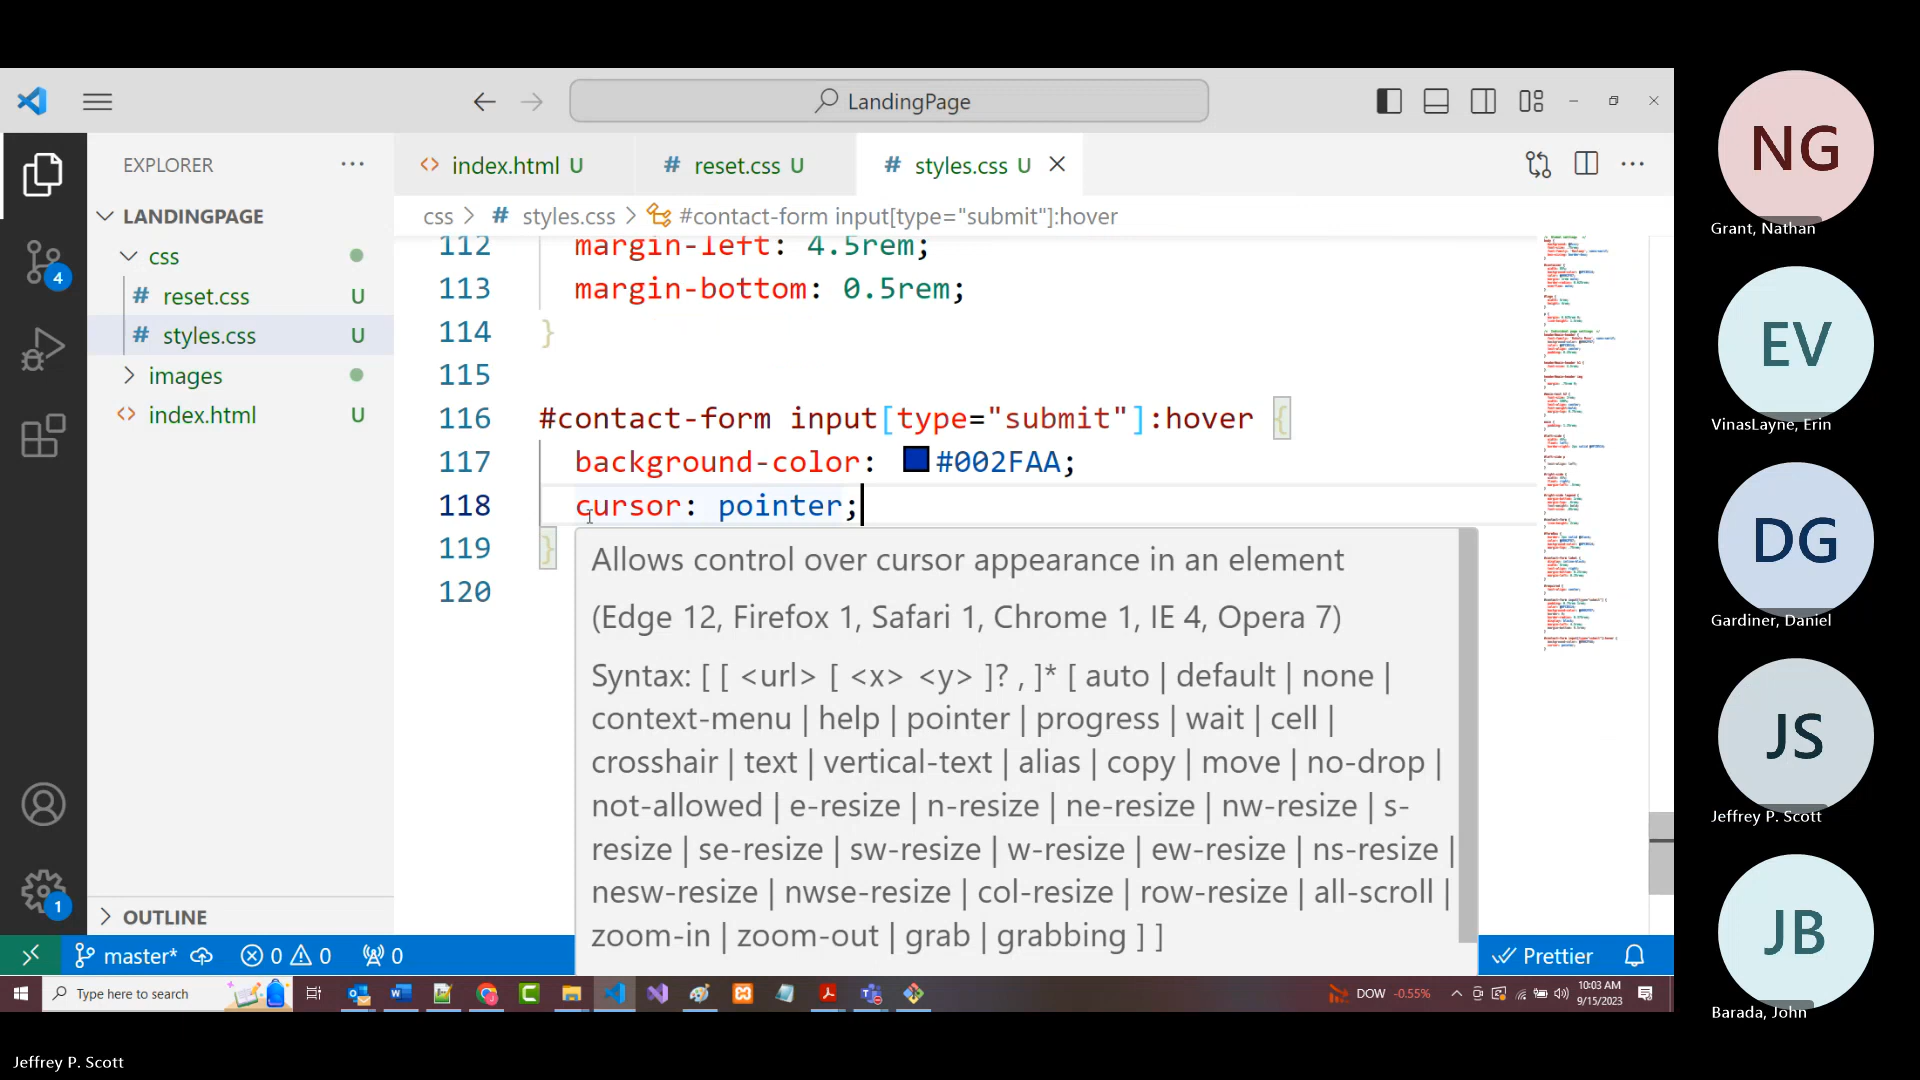 LandingPage
EXPLORER
index.html U
reset.css U
styles.css U
LANDINGPAGE
css > # styles.css > #contact-form input[type="submit"]:hover
css
# reset.css U
# styles.css U
images
<> index.html U
4
112 margin-left: 4.5rem;
113 margin-bottom: 0.5rem;
114 }
115
116 #contact-form input[type="submit"]:hover {
117 background-color: #002FAA;
118 cursor: pointer;
119 }
120
Allows control over cursor appearance in an element
(Edge 12, Firefox 1, Safari 1, Chrome 1, IE 4, Opera 7)
Syntax: [ [ <url> [ <x> <y> ]? , ]* [ auto | default | none |
context-menu | help | pointer | progress | wait | cell |
crosshair | text | vertical-text | alias | copy | move | no-drop |
not-allowed | e-resize | n-resize | ne-resize | nw-resize | s-
resize | se-resize | sw-resize | w-resize | ew-resize | ns-resize |
nesw-resize | nwse-resize | col-resize | row-resize | all-scroll |
zoom-in | zoom-out | grab | grabbing ] ]
1
OUTLINE
master* 0 0 0
Prettier
Type here to search
DOW -0.55%
10:03 AM
9/15/2023
NG
Grant, Nathan
EV
VinasLayne, Erin
DG
Gardiner, Daniel
JS
Jeffrey P. Scott
JB
Barada, John
Jeffrey P. Scott